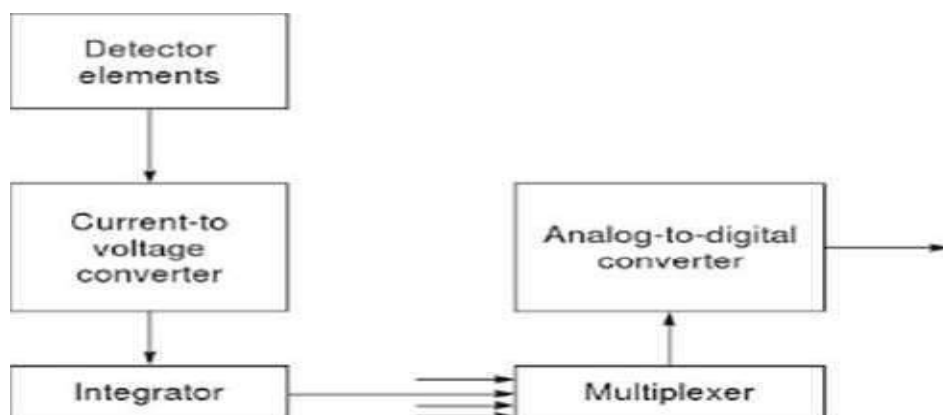 Detector
elements
Current-to
voltage
converter
Integrator
Multiplexer
Analog-to-digital
converter